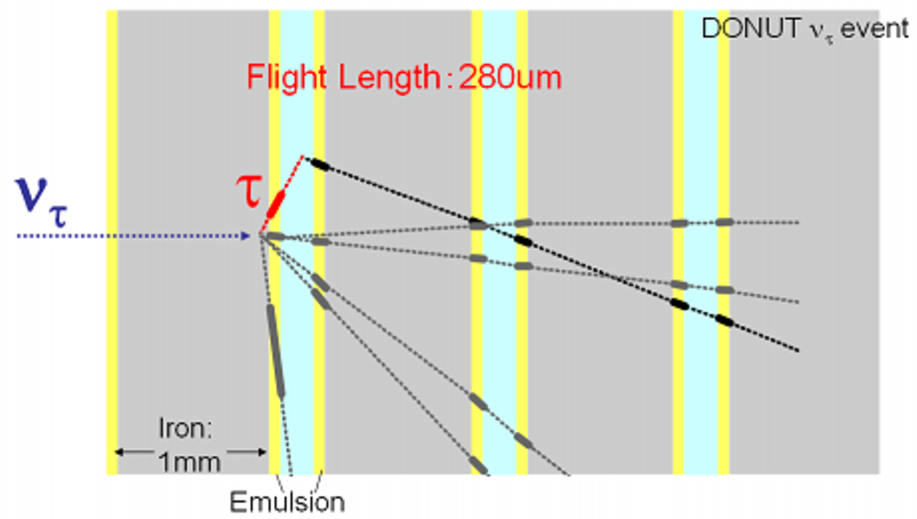 DONUT ντ event
Flight Length: 280um
τ
ντ
Iron:
1mm
Emulsion